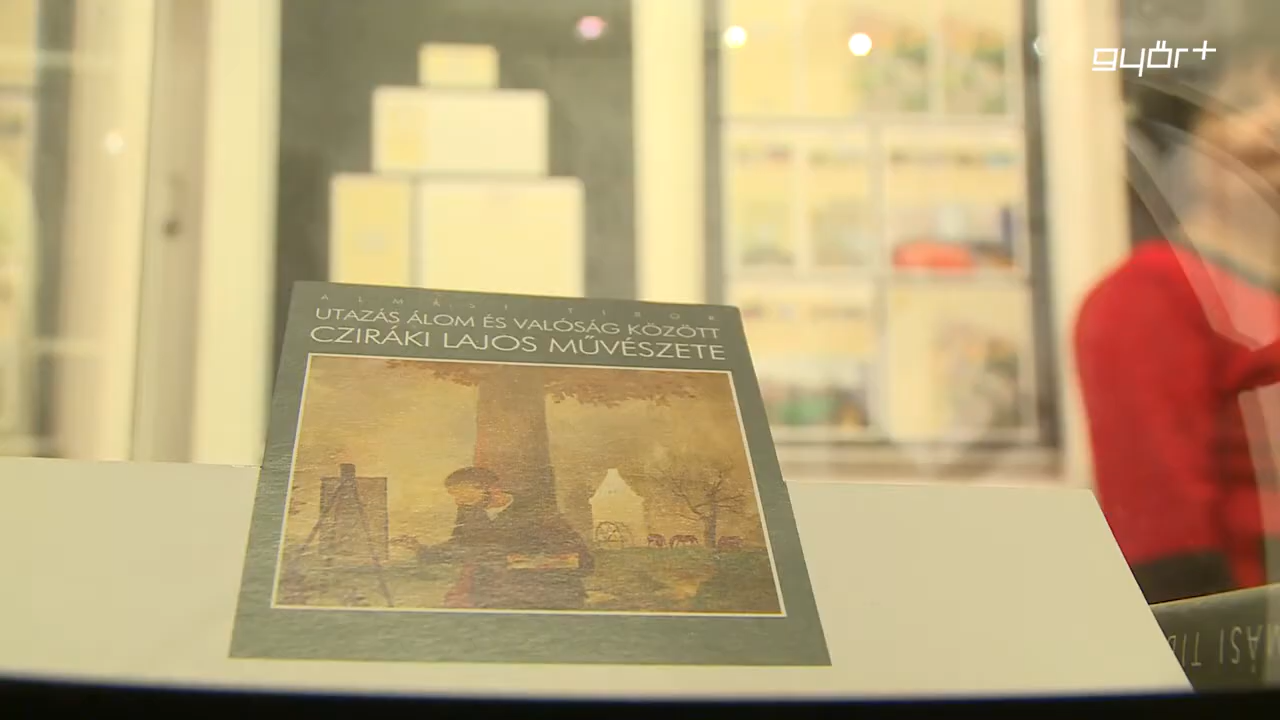 győr+
ALMÁSI TIBOR
UTAZÁS ÁLOM ÉS VALÓSÁG KÖZÖTT
CZIRÁKI LAJOS MŰVÉSZETE